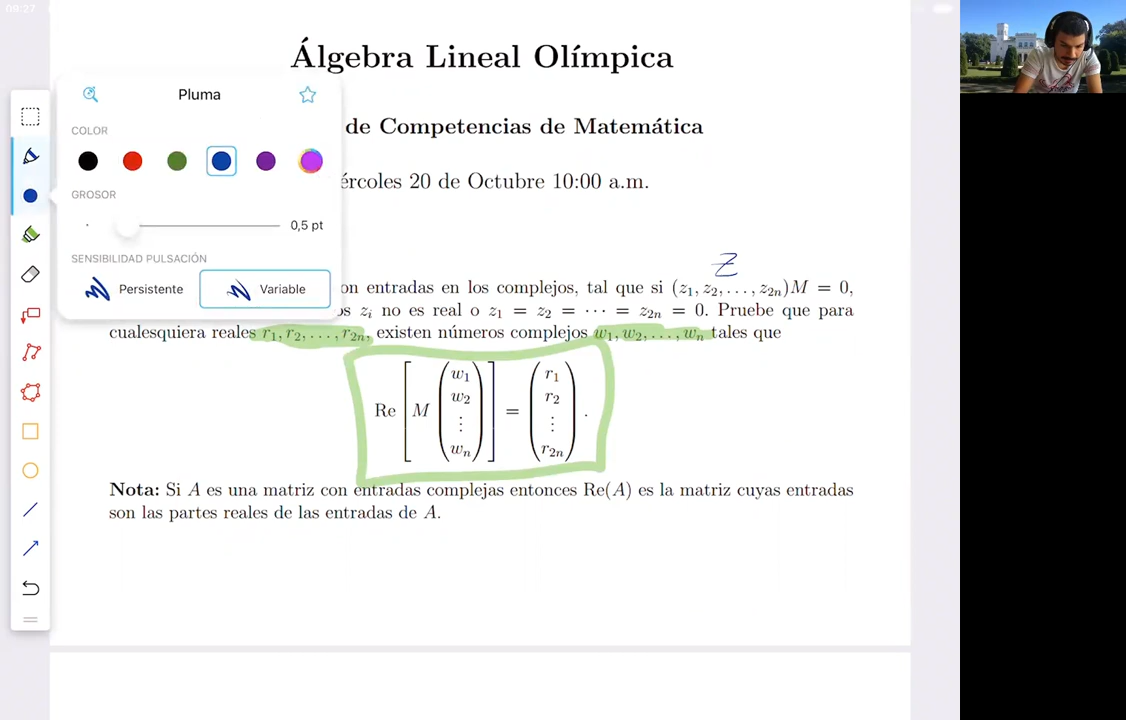 08:27
Álgebra Lineal Olímpica
Pluma
COLOR
de Competencias de Matemática
ércoles 20 de Octubre 10:00 a.m.
GROSOR
0,5 pt
SENSIBILIDAD PULSACIÓN
Persistente Variable
Z
on entradas en los complejos, tal que si (z₁, z₂, . . . , z₂ₙ)M = 0,
os zᵢ no es real o z₁ = z₂ = · · · = z₂ₙ = 0. Pruebe que para
cualesquiera reales r₁, r₂, . . . , r₂ₙ, existen números complejos w₁, w₂, . . . , wₙ tales que
Re [ M ( w₁ w₂ ⋮ wₙ ) ] = ( r₁ r₂ ⋮ r₂ₙ ) .
Nota: Si A es una matriz con entradas complejas entonces Re(A) es la matriz cuyas entradas
son las partes reales de las entradas de A.